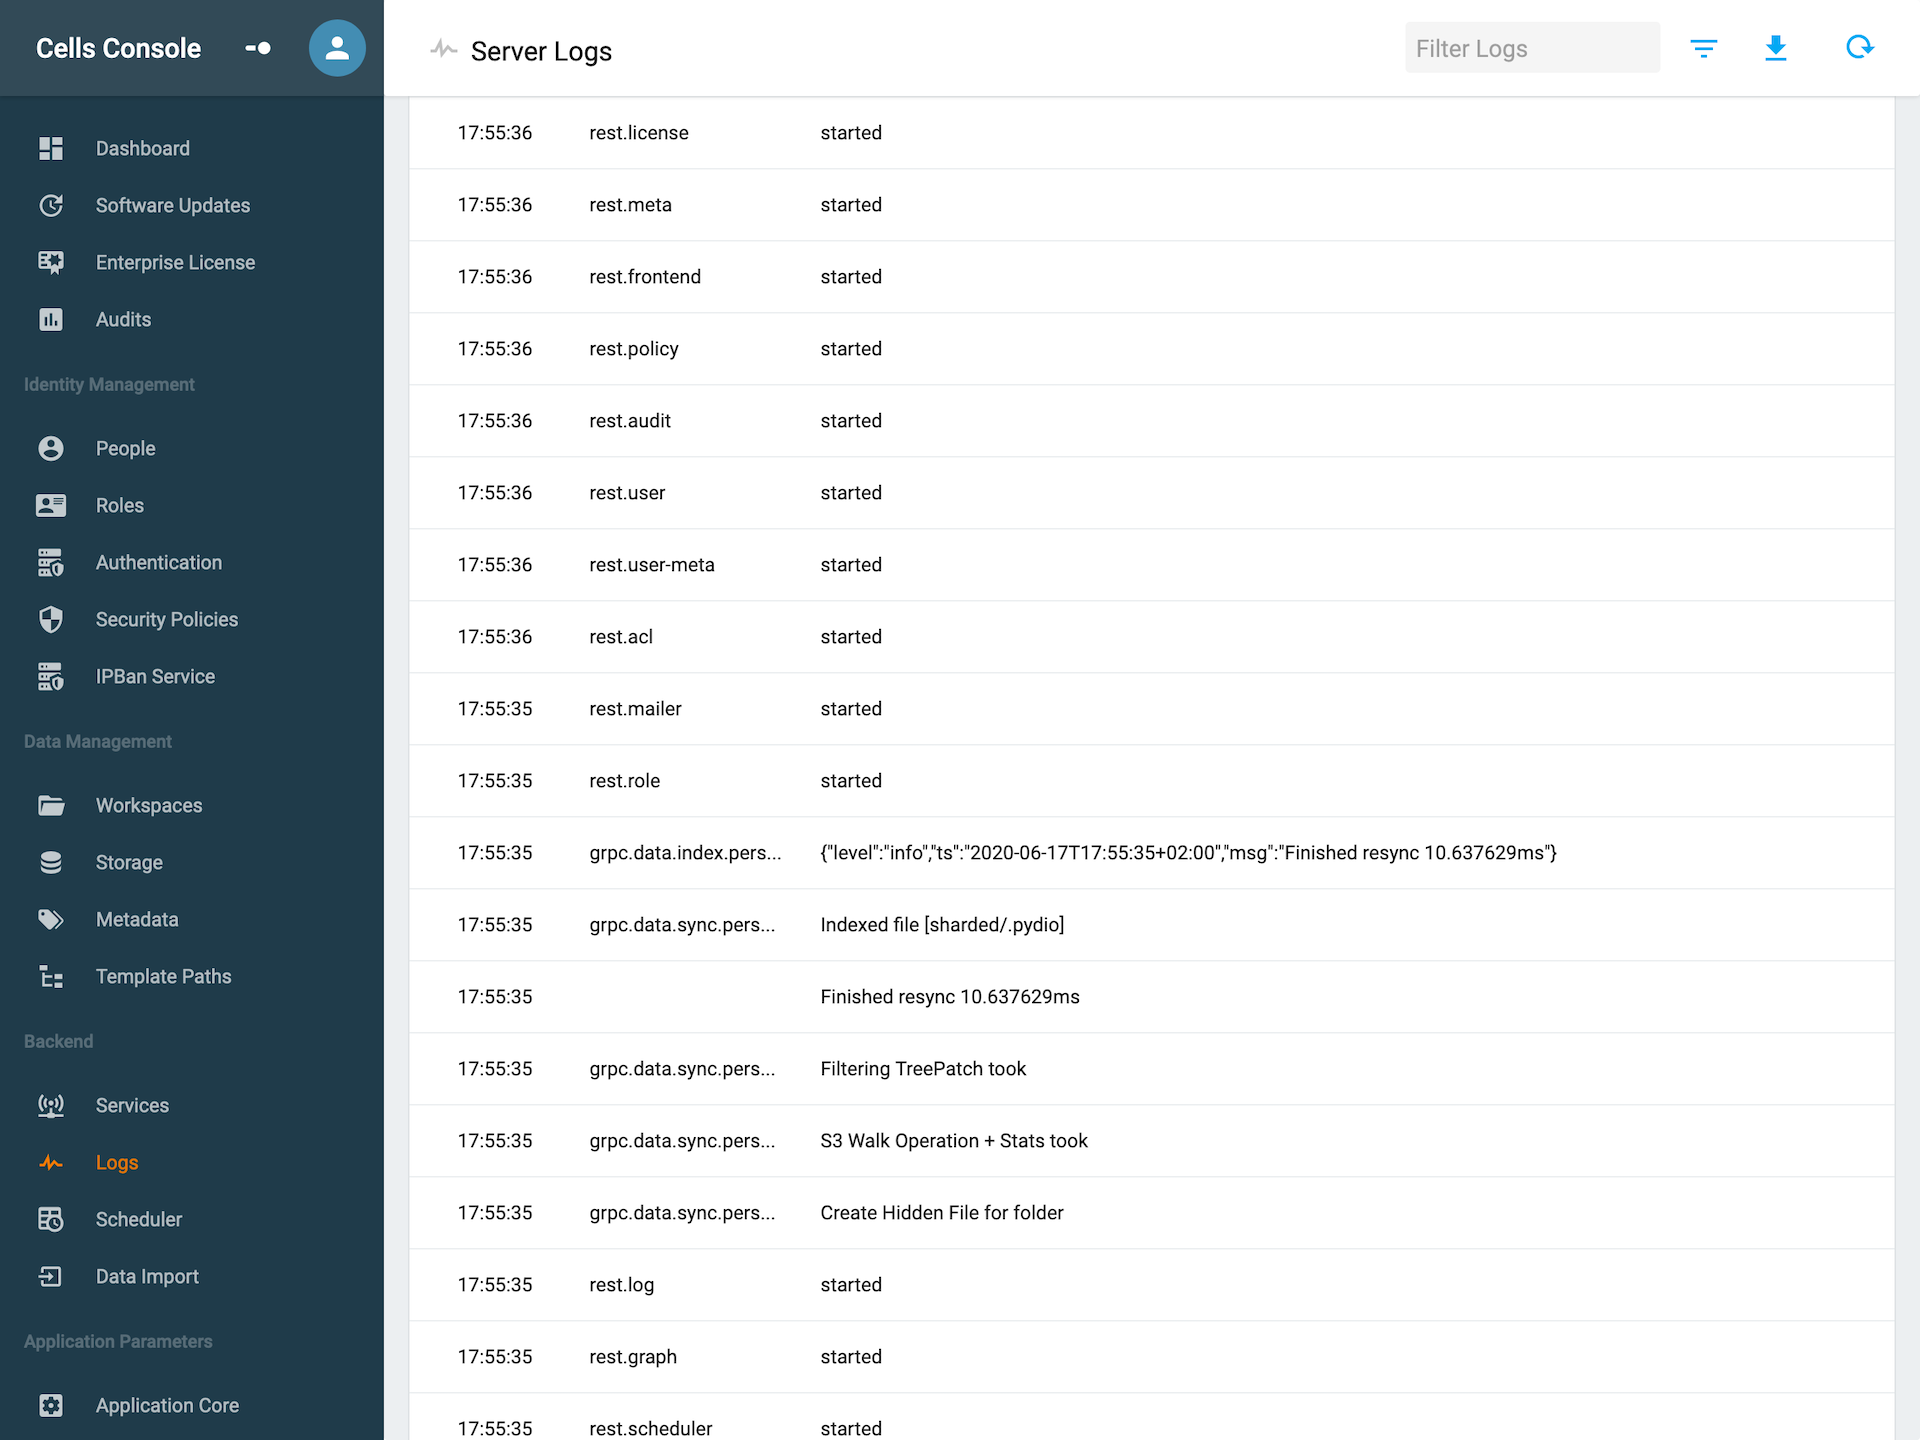 Cells Console
Dashboard
Software Updates
Enterprise License
Audits
Identity Management
People
Roles
Authentication
Security Policies
IPBan Service
Data Management
Workspaces
Storage
Metadata
Template Paths
Backend
Services
Logs
Scheduler
Data Import
Application Parameters
Application Core
Server Logs
Filter Logs
17:55:36 rest.license started
17:55:36 rest.meta started
17:55:36 rest.frontend started
17:55:36 rest.policy started
17:55:36 rest.audit started
17:55:36 rest.user started
17:55:36 rest.user-meta started
17:55:36 rest.acl started
17:55:35 rest.mailer started
17:55:35 rest.role started
17:55:35 grpc.data.index.pers... {"level":"info","ts":"2020-06-17T17:55:35+02:00","msg":"Finished resync 10.637629ms"}
17:55:35 grpc.data.sync.pers... Indexed file [sharded/.pydio]
17:55:35 Finished resync 10.637629ms
17:55:35 grpc.data.sync.pers... Filtering TreePatch took
17:55:35 grpc.data.sync.pers... S3 Walk Operation + Stats took
17:55:35 grpc.data.sync.pers... Create Hidden File for folder
17:55:35 rest.log started
17:55:35 rest.graph started
17:55:35 rest.scheduler started